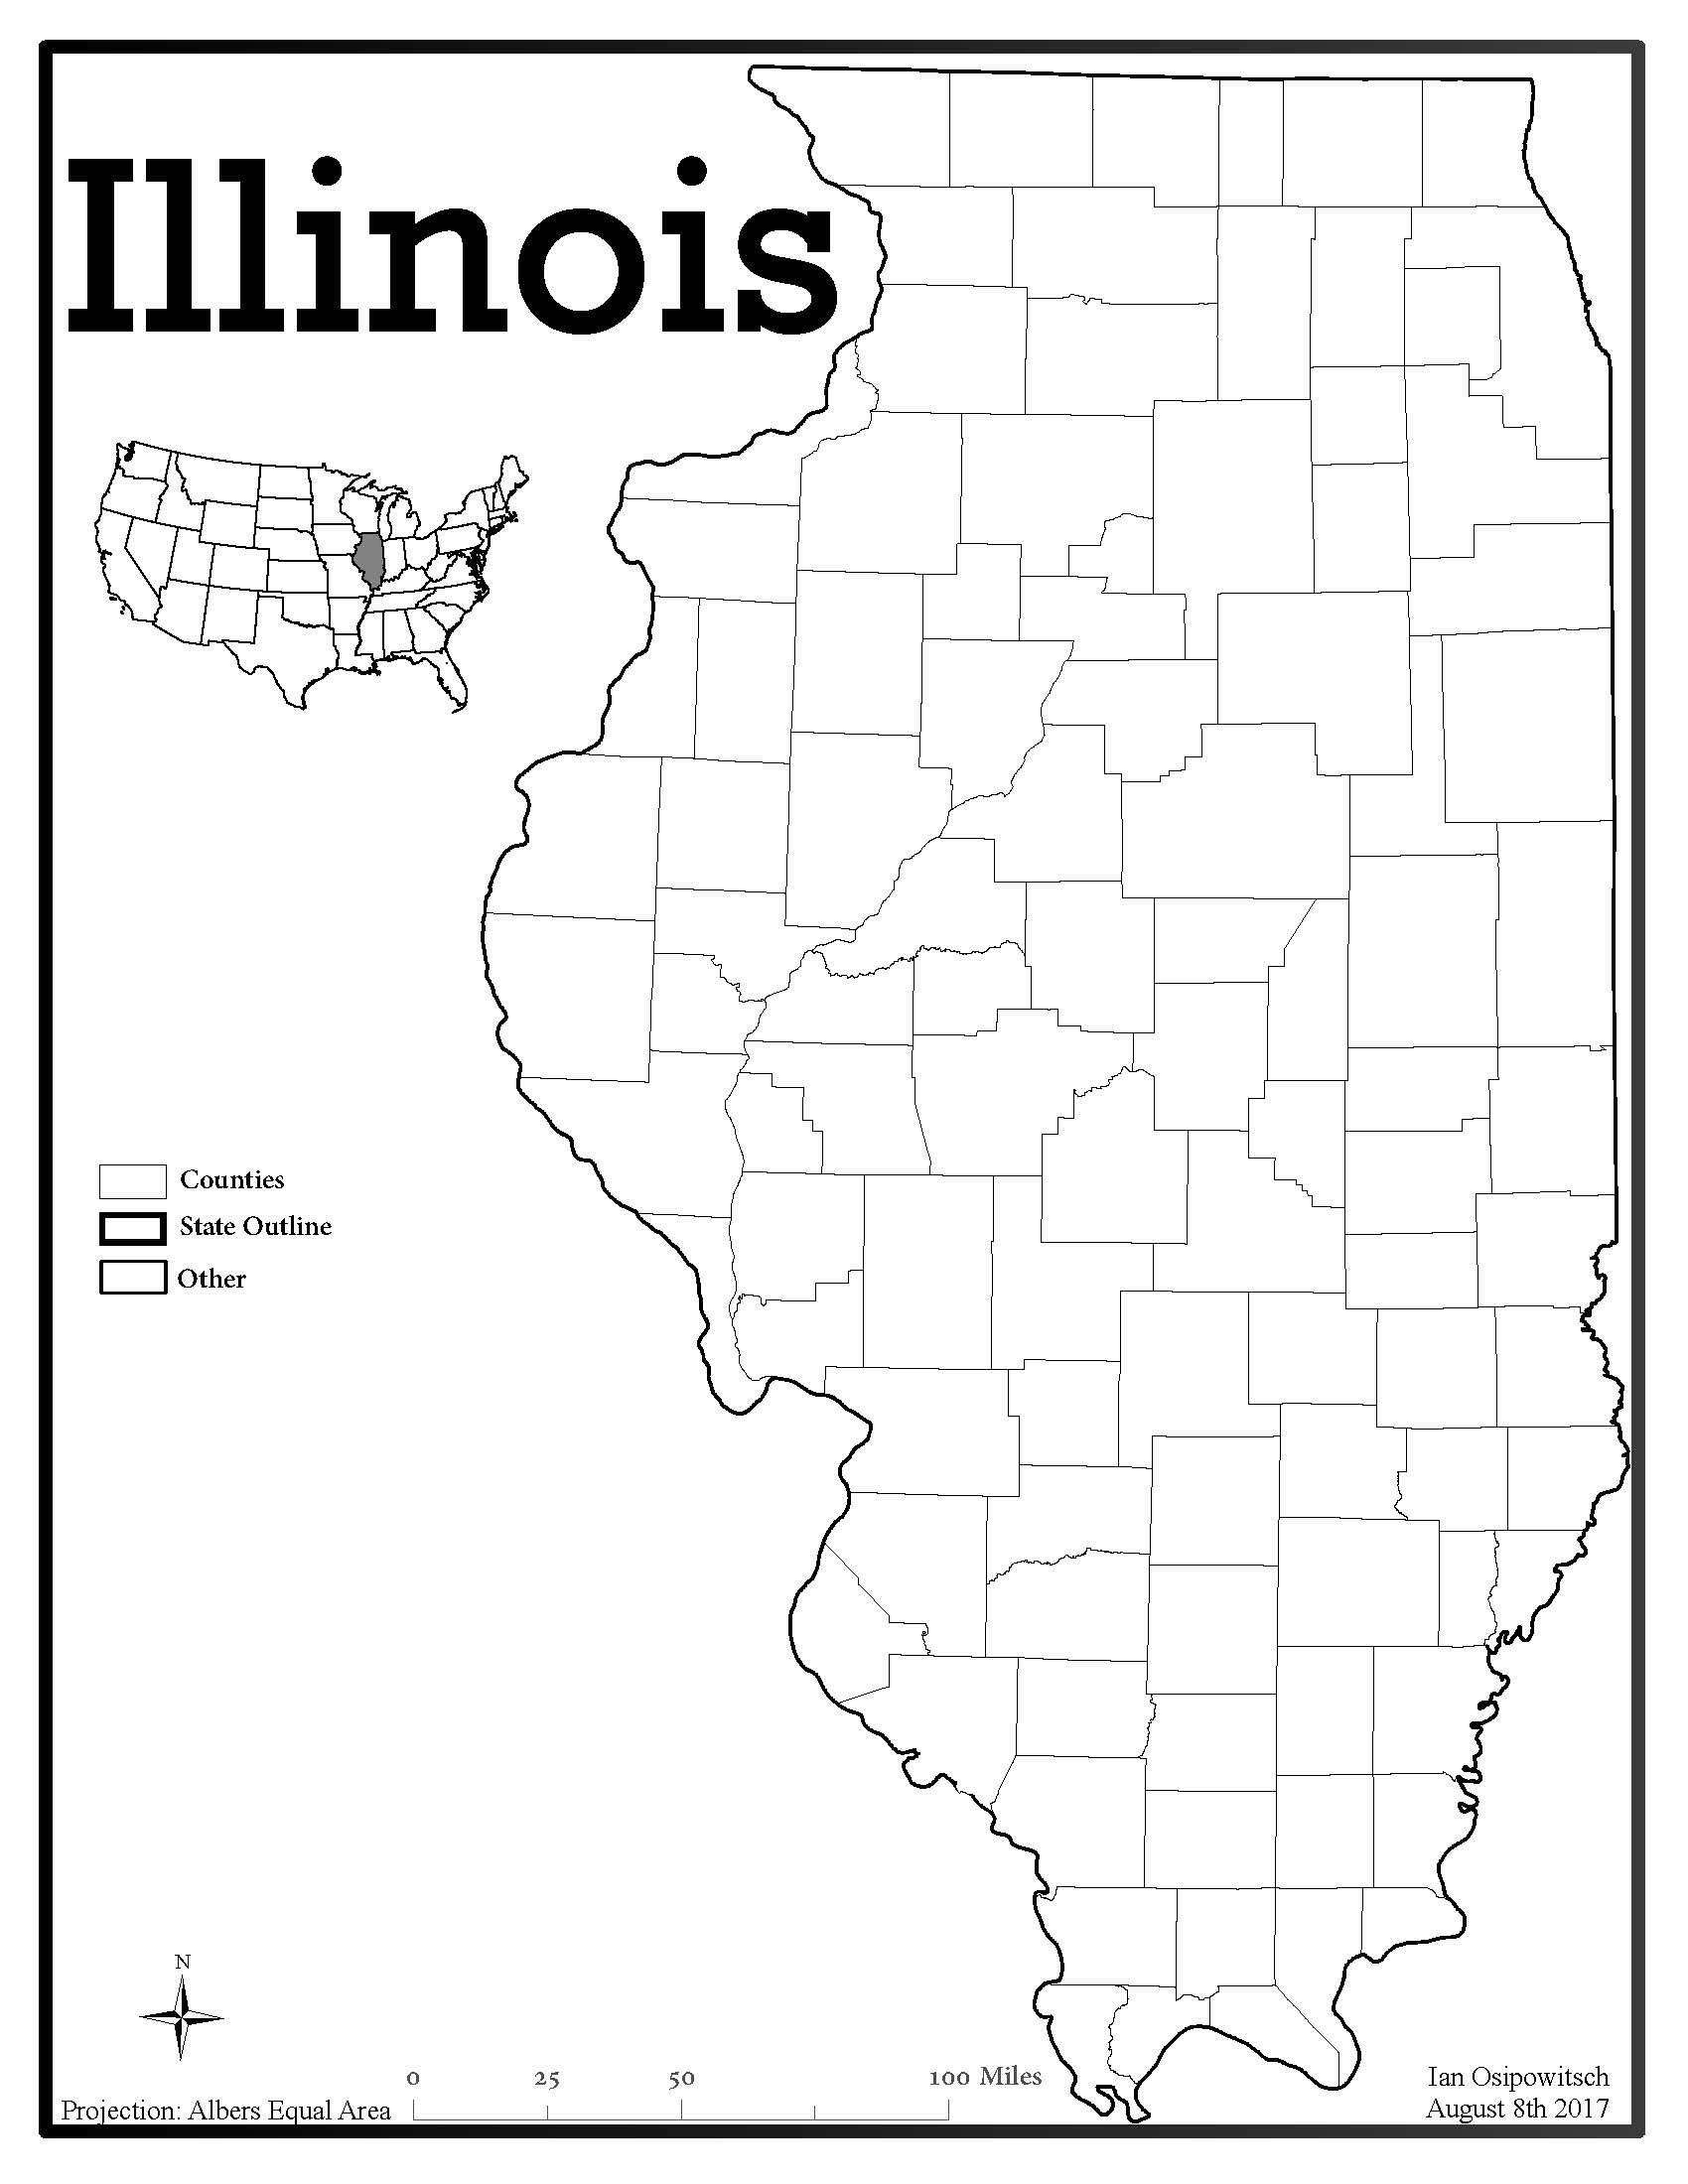 Illinois
Counties
State Outline
Other
N
0 25 50 100 Miles
Projection: Albers Equal Area
Ian Osipowitsch
August 8th 2017